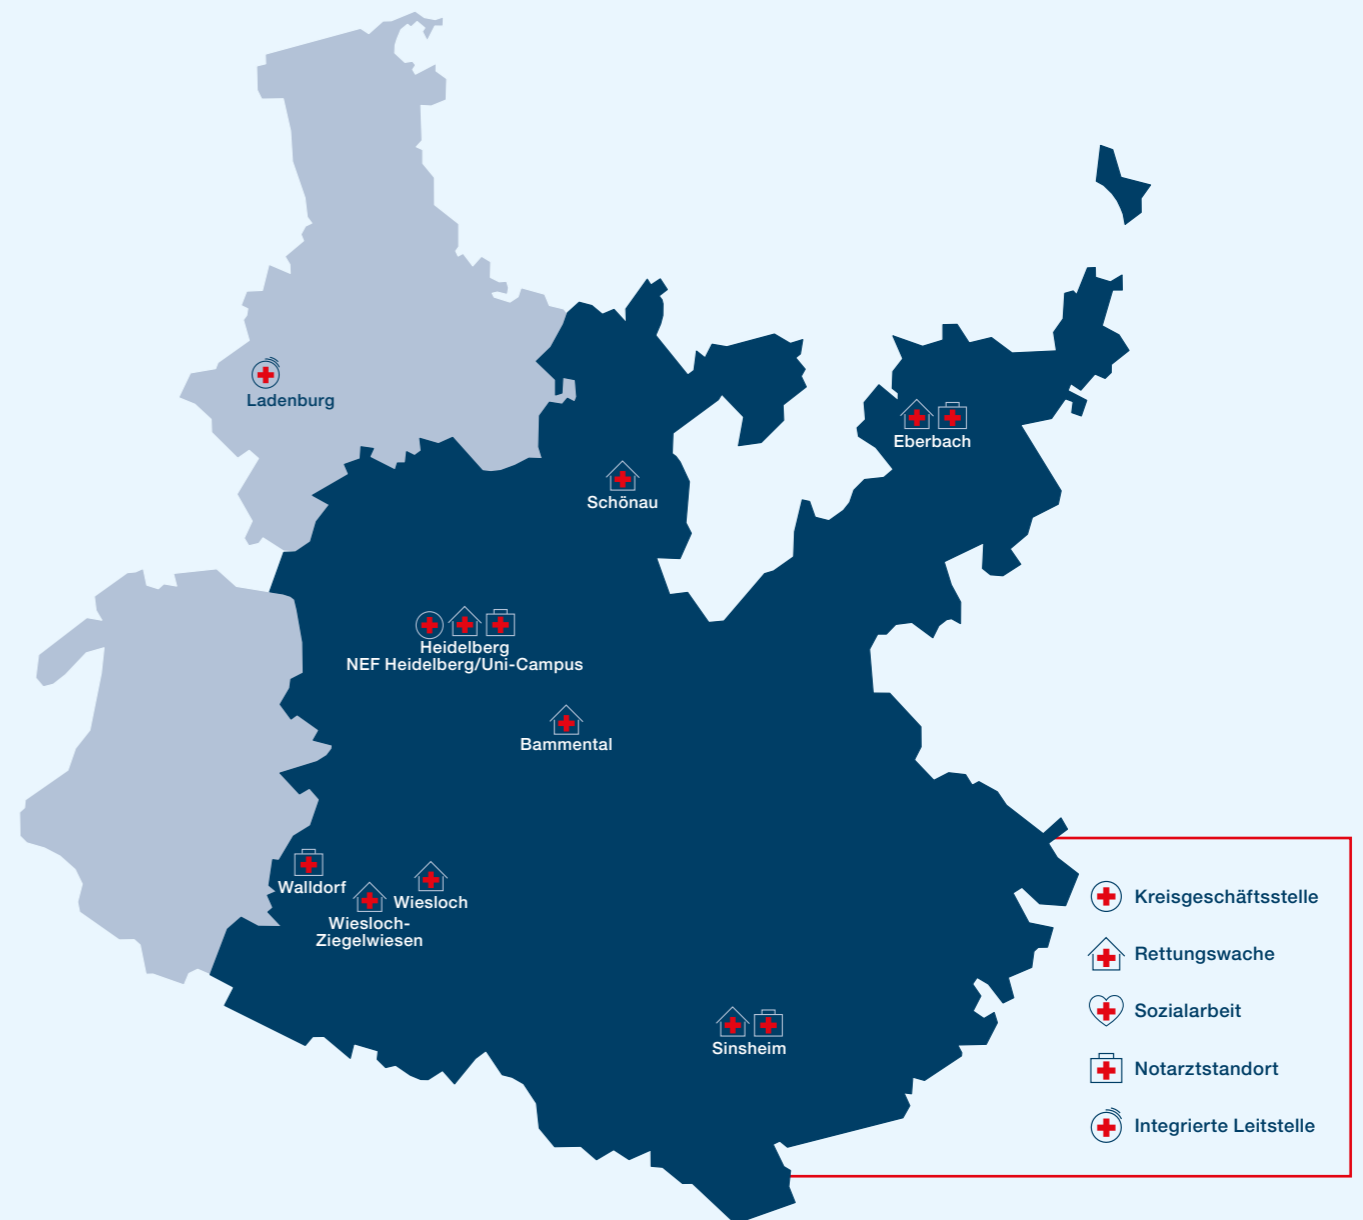 Ladenburg
Eberbach
Schönau
Heidelberg
NEF Heidelberg/Uni-Campus
Bammental
Walldorf
Wiesloch
Wiesloch-
Ziegelwiesen
Sinsheim
Kreisgeschäftsstelle
Rettungswache
Sozialarbeit
Notarztstandort
Integrierte Leitstelle